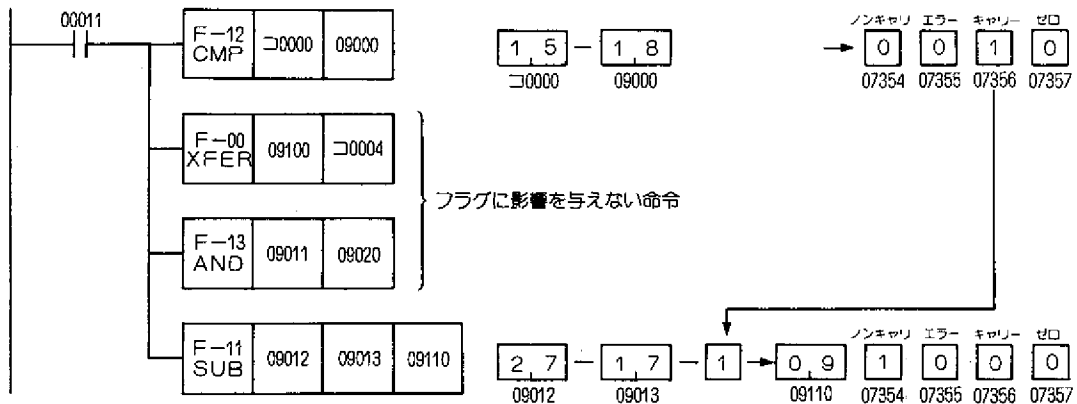 00011
F-12
CMP
コ0000
09000
1 5 - 1 8 → 0 0 1 0
コ0000
09000
ノンキャリ エラー キャリー ゼロ
07354 07355 07356 07357
F-00
XFER
09100
コ0004
フラグに影響を与えない命令
F-13
AND
09011
09020
F-11
SUB
09012
09013
09110
2 7 - 1 7 - 1 → 0 9
09012
09013
09110
ノンキャリ エラー キャリー ゼロ
1 0 0 0
07354 07355 07356 07357